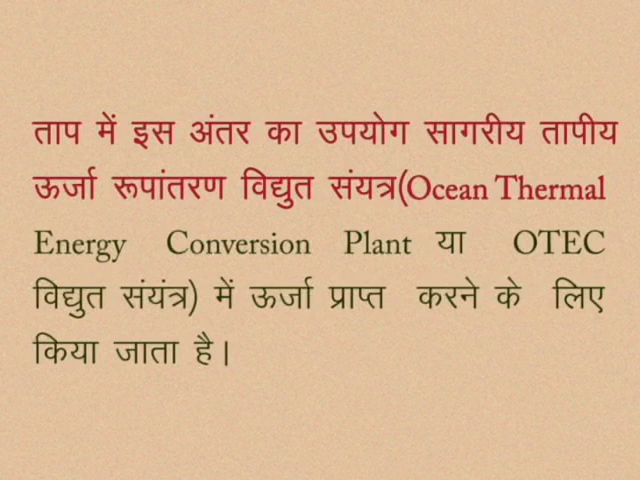 ताप में इस अंतर का उपयोग सागरीय तापीय
ऊर्जा रूपांतरण विद्युत संयत्र(Ocean Thermal
Energy Conversion Plant या OTEC
विद्युत संयंत्र) में ऊर्जा प्राप्त करने के लिए
किया जाता है।